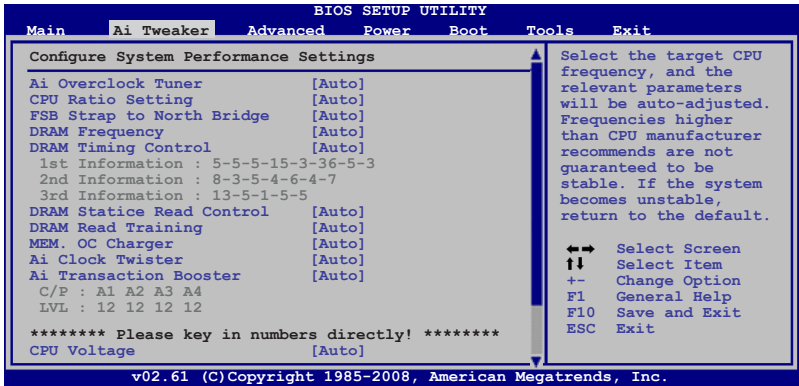 BIOS SETUP UTILITY
Main Ai Tweaker Advanced Power Boot Tools Exit
Configure System Performance Settings
Ai Overclock Tuner [Auto]
CPU Ratio Setting [Auto]
FSB Strap to North Bridge [Auto]
DRAM Frequency [Auto]
DRAM Timing Control [Auto]
1st Information : 5-5-5-15-3-36-5-3
2nd Information : 8-3-5-4-6-4-7
3rd Information : 13-5-1-5-5
DRAM Statice Read Control [Auto]
DRAM Read Training [Auto]
MEM. OC Charger [Auto]
Ai Clock Twister [Auto]
Ai Transaction Booster [Auto]
C/P : A1 A2 A3 A4
LVL : 12 12 12 12
******** Please key in numbers directly! ********
CPU Voltage [Auto]
Select the target CPU
frequency, and the
relevant parameters
will be auto-adjusted.
Frequencies higher
than CPU manufacturer
recommends are not
guaranteed to be
stable. If the system
becomes unstable,
return to the default.
←→ Select Screen
↑↓ Select Item
+- Change Option
F1 General Help
F10 Save and Exit
ESC Exit
v02.61 (C)Copyright 1985-2008, American Megatrends, Inc.